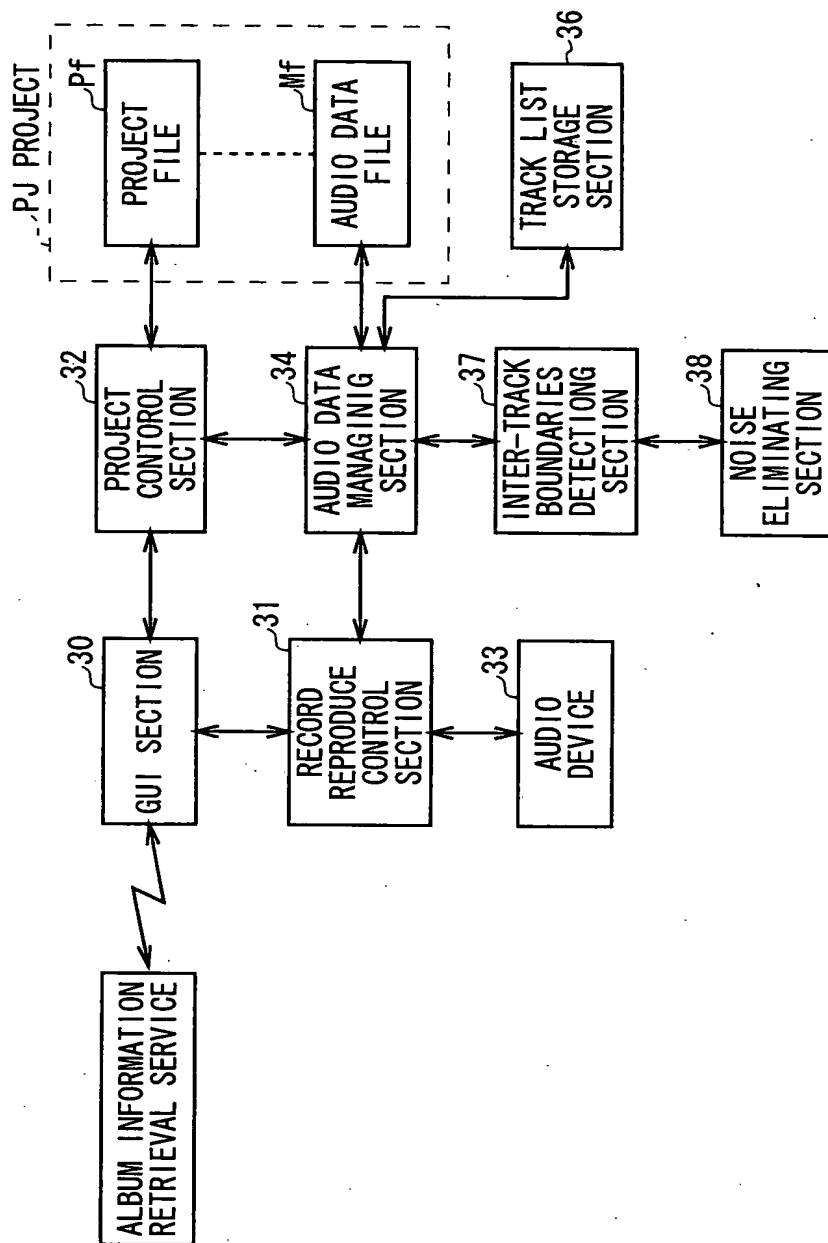 ALBUM INFORMATION
RETRIEVAL SERVICE
30
GUI SECTION
32
PROJECT
CONTOROL
SECTION
PJ PROJECT
Pf
PROJECT
FILE
Mf
AUDIO DATA
FILE
31
RECORD
REPRODUCE
CONTROL
SECTION
34
AUDIO DATA
MANAGINIG
SECTION
36
TRACK LIST
STORAGE
SECTION
33
AUDIO
DEVICE
37
INTER-TRACK
BOUNDARIES
DETECTIONG
SECTION
38
NOISE
ELIMINATING
SECTION